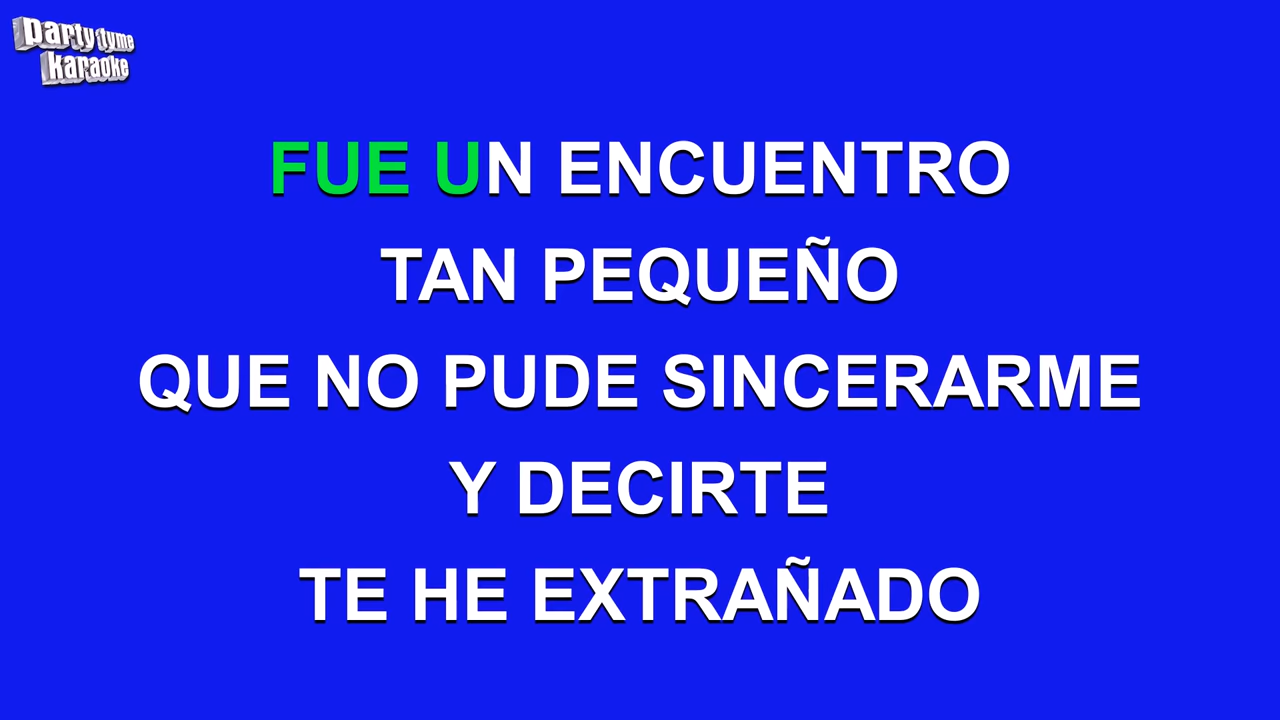 party tyme
karaoke
FUE UN ENCUENTRO
TAN PEQUEÑO
QUE NO PUDE SINCERARME
Y DECIRTE
TE HE EXTRAÑADO